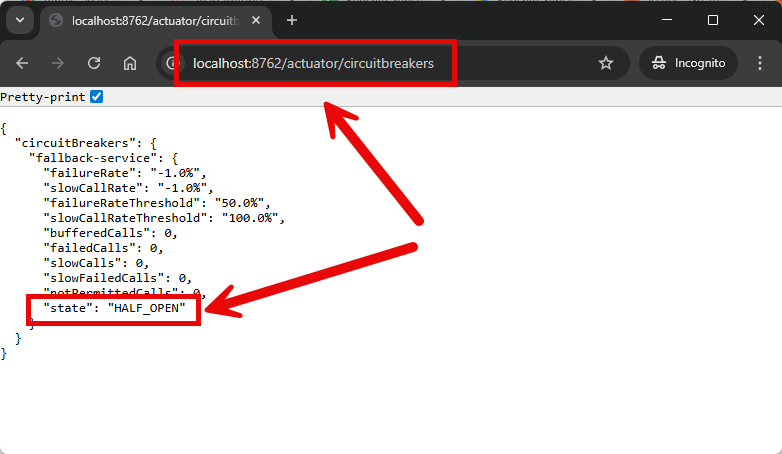 localhost:8762/actuator/circuitb
localhost:8762/actuator/circuitbreakers
Incognito
Pretty-print
{
"circuitBreakers": {
"fallback-service": {
"failureRate": "-1.0%",
"slowCallRate": "-1.0%",
"failureRateThreshold": "50.0%",
"slowCallRateThreshold": "100.0%",
"bufferedCalls": 0,
"failedCalls": 0,
"slowCalls": 0,
"slowFailedCalls": 0,
"notPermittedCalls": 0,
"state": "HALF_OPEN"
}
}
}